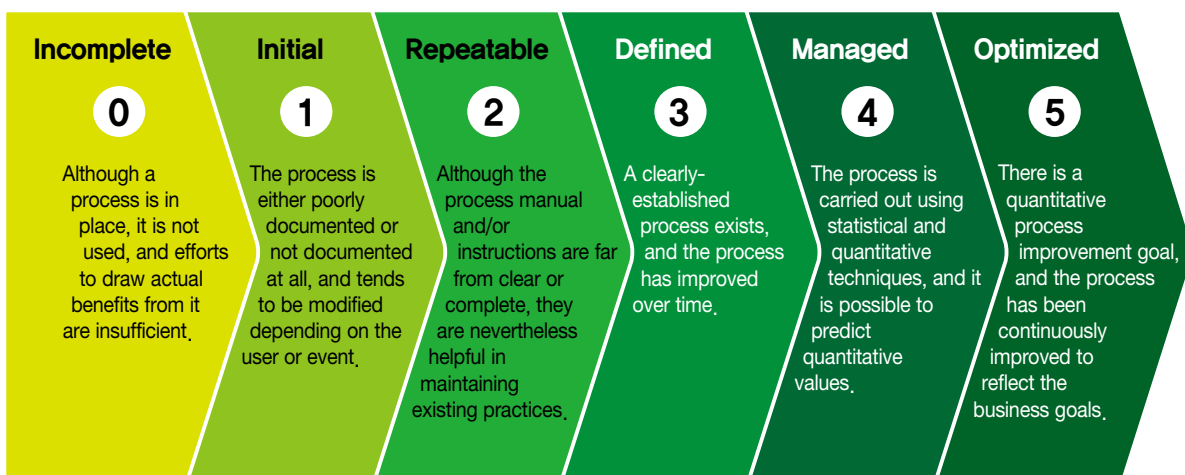 Incomplete
0
Although a
process is in
place, it is not
used, and efforts
to draw actual
benefits from it
are insufficient.
Initial
1
The process is
either poorly
documented or
not documented
at all, and tends
to be modified
depending on the
user or event.
Repeatable
2
Although the
process manual
and/or
instructions are far
from clear or
complete, they
are nevertheless
helpful in
maintaining
existing practices.
Defined
3
A clearly-
established
process exists,
and the process
has improved
over time.
Managed
4
The process is
carried out using
statistical and
quantitative
techniques, and it
is possible to
predict
quantitative
values.
Optimized
5
There is a
quantitative
process
improvement goal,
and the process
has been
continuously
improved to
reflect the
business goals.